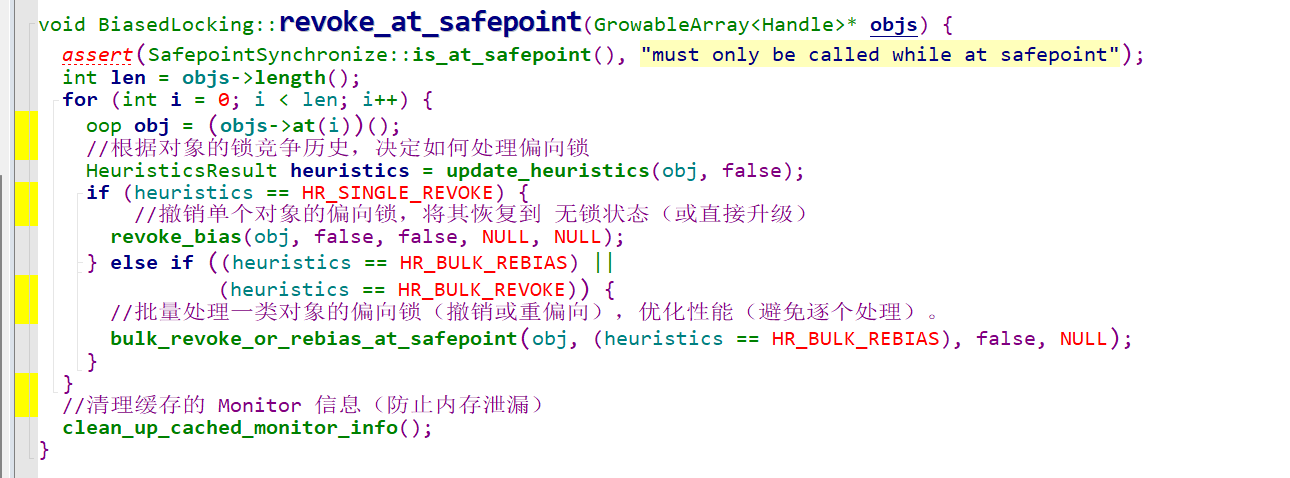 void BiasedLocking::revoke_at_safepoint(GrowableArray<Handle>* objs) {
  assert(SafepointSynchronize::is_at_safepoint(), "must only be called while at safepoint");
  int len = objs->length();
  for (int i = 0; i < len; i++) {
    oop obj = (objs->at(i))();
    //根据对象的锁竞争历史，决定如何处理偏向锁
    HeuristicsResult heuristics = update_heuristics(obj, false);
    if (heuristics == HR_SINGLE_REVOKE) {
        //撤销单个对象的偏向锁，将其恢复到 无锁状态（或直接升级）
      revoke_bias(obj, false, false, NULL, NULL);
    } else if ((heuristics == HR_BULK_REBIAS) ||
               (heuristics == HR_BULK_REVOKE)) {
      //批量处理一类对象的偏向锁（撤销或重偏向），优化性能（避免逐个处理）。
      bulk_revoke_or_rebias_at_safepoint(obj, (heuristics == HR_BULK_REBIAS), false, NULL);
    }
  }
  //清理缓存的 Monitor 信息（防止内存泄漏）
  clean_up_cached_monitor_info();
}